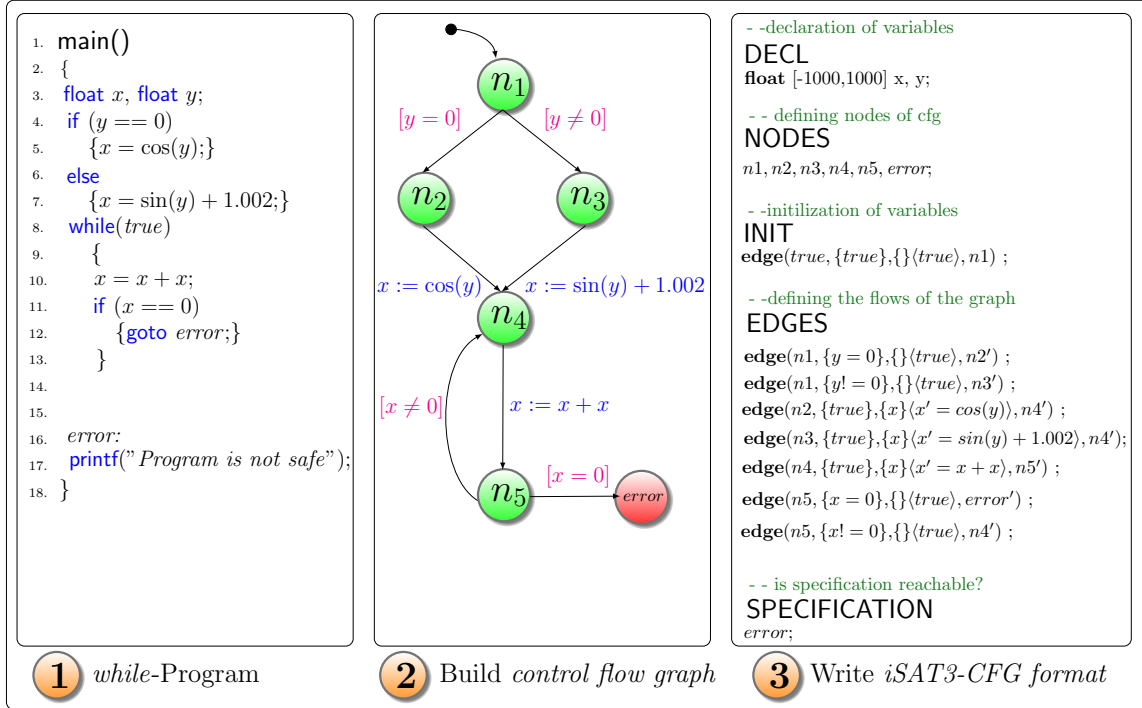 1. main()
2. {
3. float x, float y;
4. if (y == 0)
5. {x = cos(y);}
6. else
7. {x = sin(y) + 1.002;}
8. while(true)
9. {
10. x = x + x;
11. if (x == 0)
12. {goto error;}
13. }
14.
15.
16. error:
17. printf("Program is not safe");
18. }
1 while-Program
n1
[y = 0] [y ≠ 0]
n2 n3
x := cos(y) x := sin(y) + 1.002
n4
[x ≠ 0] x := x + x
n5 [x = 0] error
2 Build control flow graph
- -declaration of variables
DECL
float [-1000,1000] x, y;
- - defining nodes of cfg
NODES
n1, n2, n3, n4, n5, error;
- -initilization of variables
INIT
edge(true, {true},{}⟨true⟩, n1) ;
- -defining the flows of the graph
EDGES
edge(n1, {y = 0},{}⟨true⟩, n2′) ;
edge(n1, {y! = 0},{}⟨true⟩, n3′) ;
edge(n2, {true},{x}⟨x′ = cos(y)⟩, n4′) ;
edge(n3, {true},{x}⟨x′ = sin(y) + 1.002⟩, n4′);
edge(n4, {true},{x}⟨x′ = x + x⟩, n5′) ;
edge(n5, {x = 0},{}⟨true⟩, error′) ;
edge(n5, {x! = 0},{}⟨true⟩, n4′) ;
- - is specification reachable?
SPECIFICATION
error;
3 Write iSAT3-CFG format